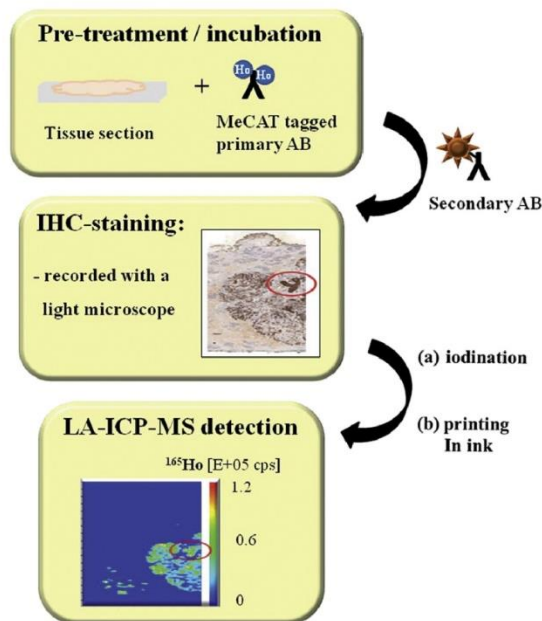 Pre-treatment / incubation
Ho Ho
+
Tissue section
MeCAT tagged
primary AB
Secondary AB
IHC-staining:
- recorded with a
light microscope
(a) iodination
(b) printing
In ink
LA-ICP-MS detection
¹⁶⁵Ho [E+05 cps]
1.2
0.6
0